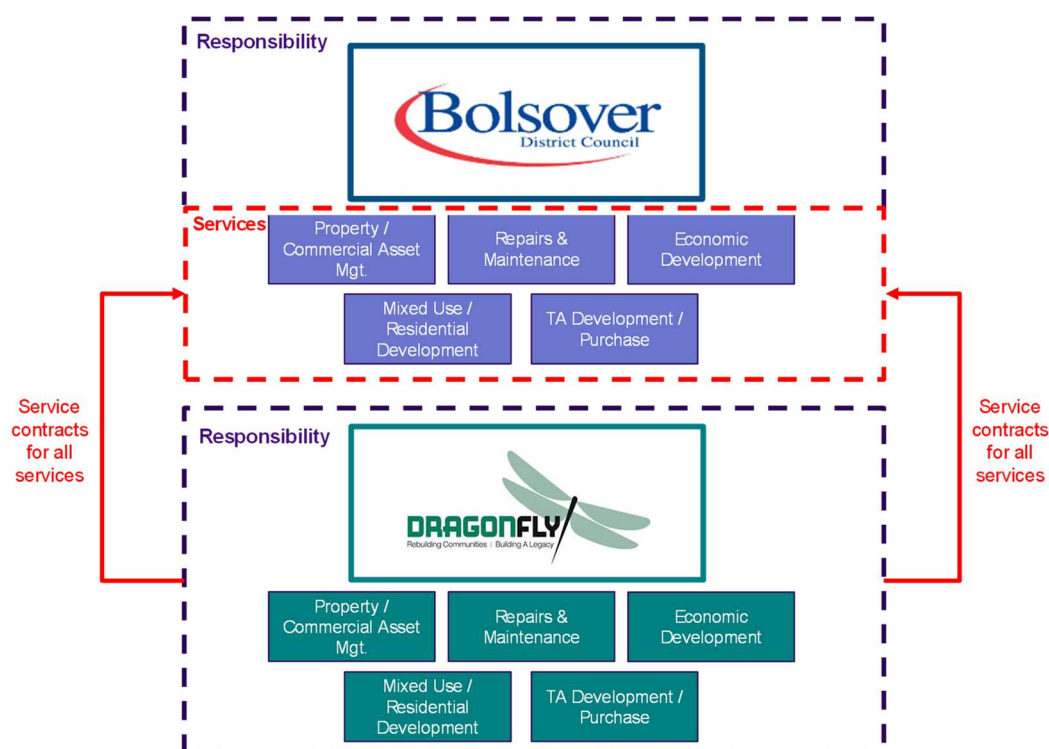 Responsibility
Bolsover
District Council
Services
Property /
Commercial Asset
Mgt.
Repairs &
Maintenance
Economic
Development
Mixed Use /
Residential
Development
TA Development /
Purchase
Service
contracts
for all
services
Service
contracts
for all
services
Responsibility
DRAGONFLY
Rebuilding Communities | Building A Legacy
Property /
Commercial Asset
Mgt.
Repairs &
Maintenance
Economic
Development
Mixed Use /
Residential
Development
TA Development /
Purchase